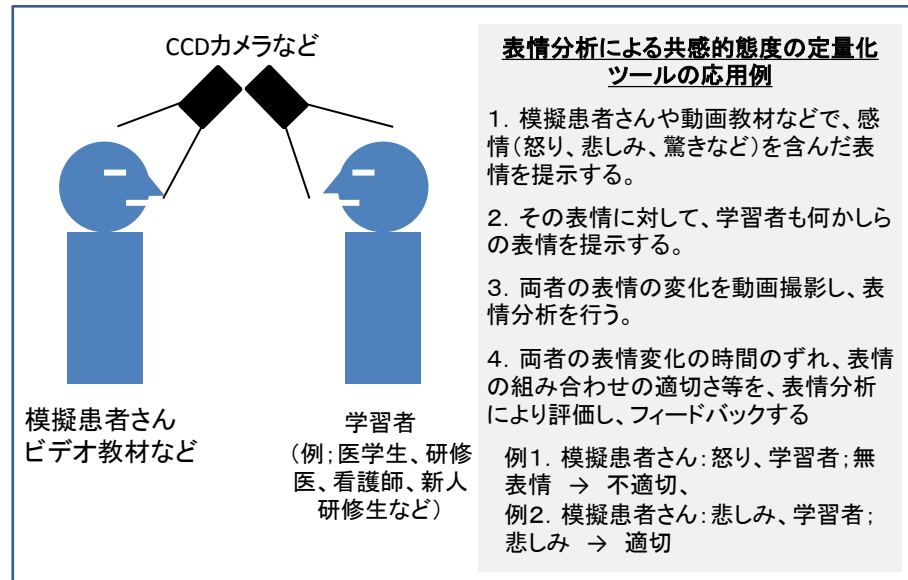 CCDカメラなど
模擬患者さん
ビデオ教材など
学習者
（例；医学生、研修
医、看護師、新人
研修生など）
表情分析による共感的態度の定量化
ツールの応用例
１．模擬患者さんや動画教材などで、感
情（怒り、悲しみ、驚きなど）を含んだ表
情を提示する。
２．その表情に対して、学習者も何かしら
の表情を提示する。
３．両者の表情の変化を動画撮影し、表
情分析を行う。
４．両者の表情変化の時間のずれ、表情
の組み合わせの適切さ等を、表情分析
により評価し、フィードバックする
例１．模擬患者さん：怒り、学習者；無
表情 → 不適切、
例２．模擬患者さん：悲しみ、学習者；
悲しみ → 適切